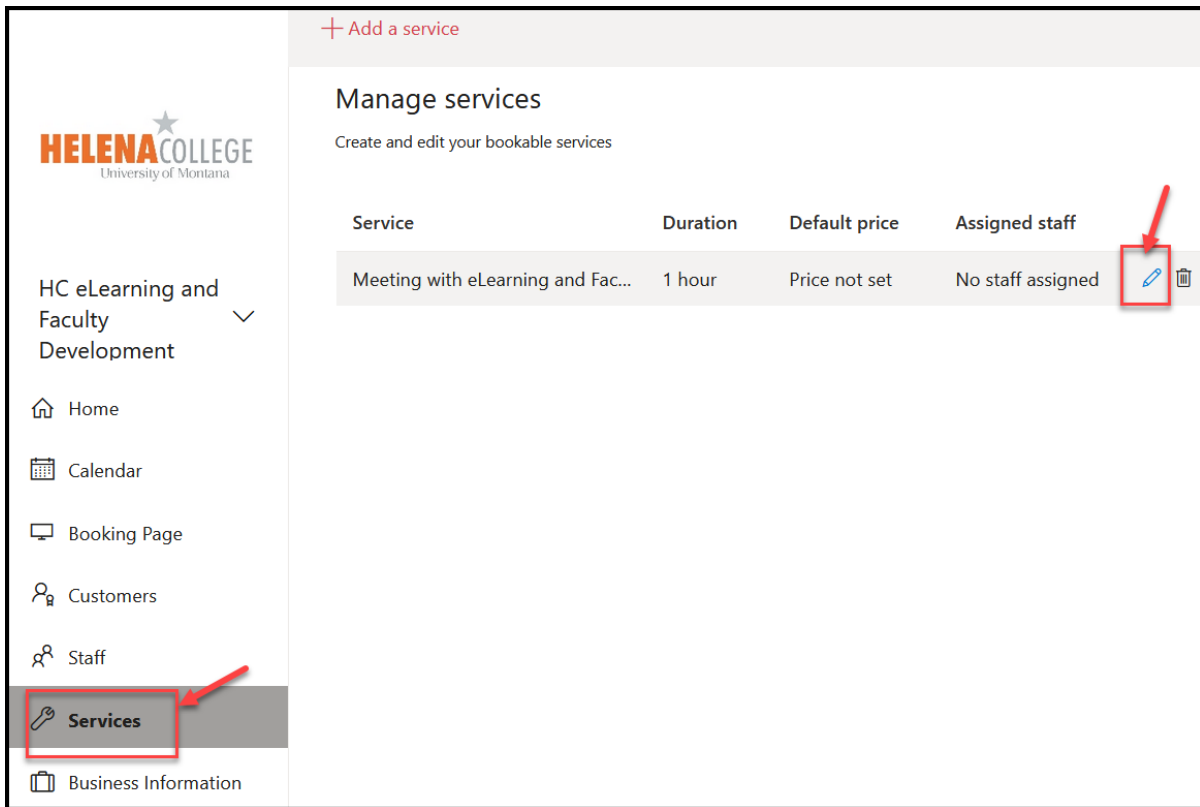 + Add a service
HELENACOLLEGE
University of Montana
Manage services
Create and edit your bookable services
Service Duration Default price Assigned staff
Meeting with eLearning and Fac... 1 hour Price not set No staff assigned
HC eLearning and
Faculty
Development
Home
Calendar
Booking Page
Customers
Staff
Services
Business Information